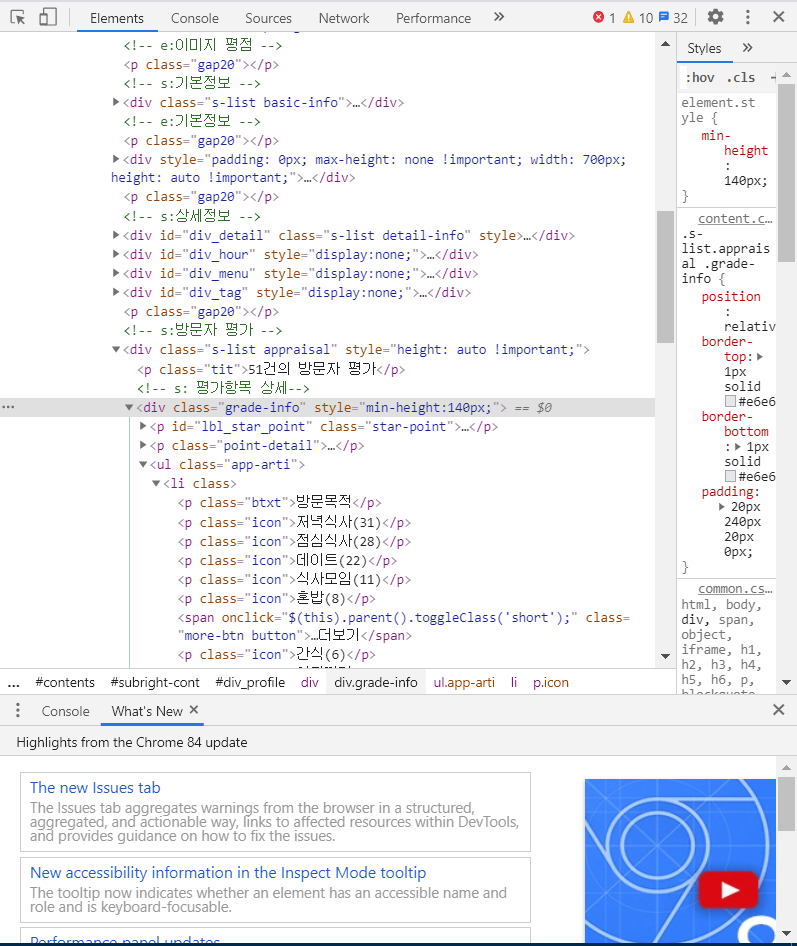 Elements Console Sources Network Performance » 1 10 32
<!-- e:이미지 평점 -->
<p class="gap20"></p>
<!-- s:기본정보 -->
<div class="s-list basic-info">…</div>
<!-- e:기본정보 -->
<p class="gap20"></p>
<div style="padding: 0px; max-height: none !important; width: 700px;
height: auto !important;">…</div>
<p class="gap20"></p>
<!-- s:상세정보 -->
<div id="div_detail" class="s-list detail-info" style>…</div>
<div id="div_hour" style="display:none;">…</div>
<div id="div_menu" style="display:none;">…</div>
<div id="div_tag" style="display:none;">…</div>
<p class="gap20"></p>
<!-- s:방문자 평가 -->
<div class="s-list appraisal" style="height: auto !important;">
<p class="tit">51건의 방문자 평가</p>
<!-- s: 평가항목 상세-->
<div class="grade-info" style="min-height:140px;"> == $0
<p id="lbl_star_point" class="star-point">…</p>
<p class="point-detail">…</p>
<ul class="app-arti">
<li class>
<p class="btxt">방문목적</p>
<p class="icon">저녁식사(31)</p>
<p class="icon">점심식사(28)</p>
<p class="icon">데이트(22)</p>
<p class="icon">식사모임(11)</p>
<p class="icon">혼밥(8)</p>
<span onclick="$(this).parent().toggleClass('short');" class=
"more-btn button">…더보기</span>
<p class="icon">간식(6)</p>
... #contents #subright-cont #div_profile div div.grade-info ul.app-arti li p.icon
Styles »
:hov .cls
element.st
yle {
min-
height
:
140px;
}
content.c…
.s-
list.apprais
al .grade-
info {
position
:
relativ
border-
top:
1px
solid
#e6e6
border-
bottom
: 1px
solid
#e6e6
padding:
20px
240px
20px
0px;
}
common.cs…
html, body,
div, span,
object,
iframe, h1,
h2, h3, h4,
h5, h6, p,
blockquote
Console What's New
Highlights from the Chrome 84 update
The new Issues tab
The Issues tab aggregates warnings from the browser in a structured,
aggregated, and actionable way, links to affected resources within DevTools,
and provides guidance on how to fix the issues.
New accessibility information in the Inspect Mode tooltip
The tooltip now indicates whether an element has an accessible name and
role and is keyboard-focusable.
Performance panel updates